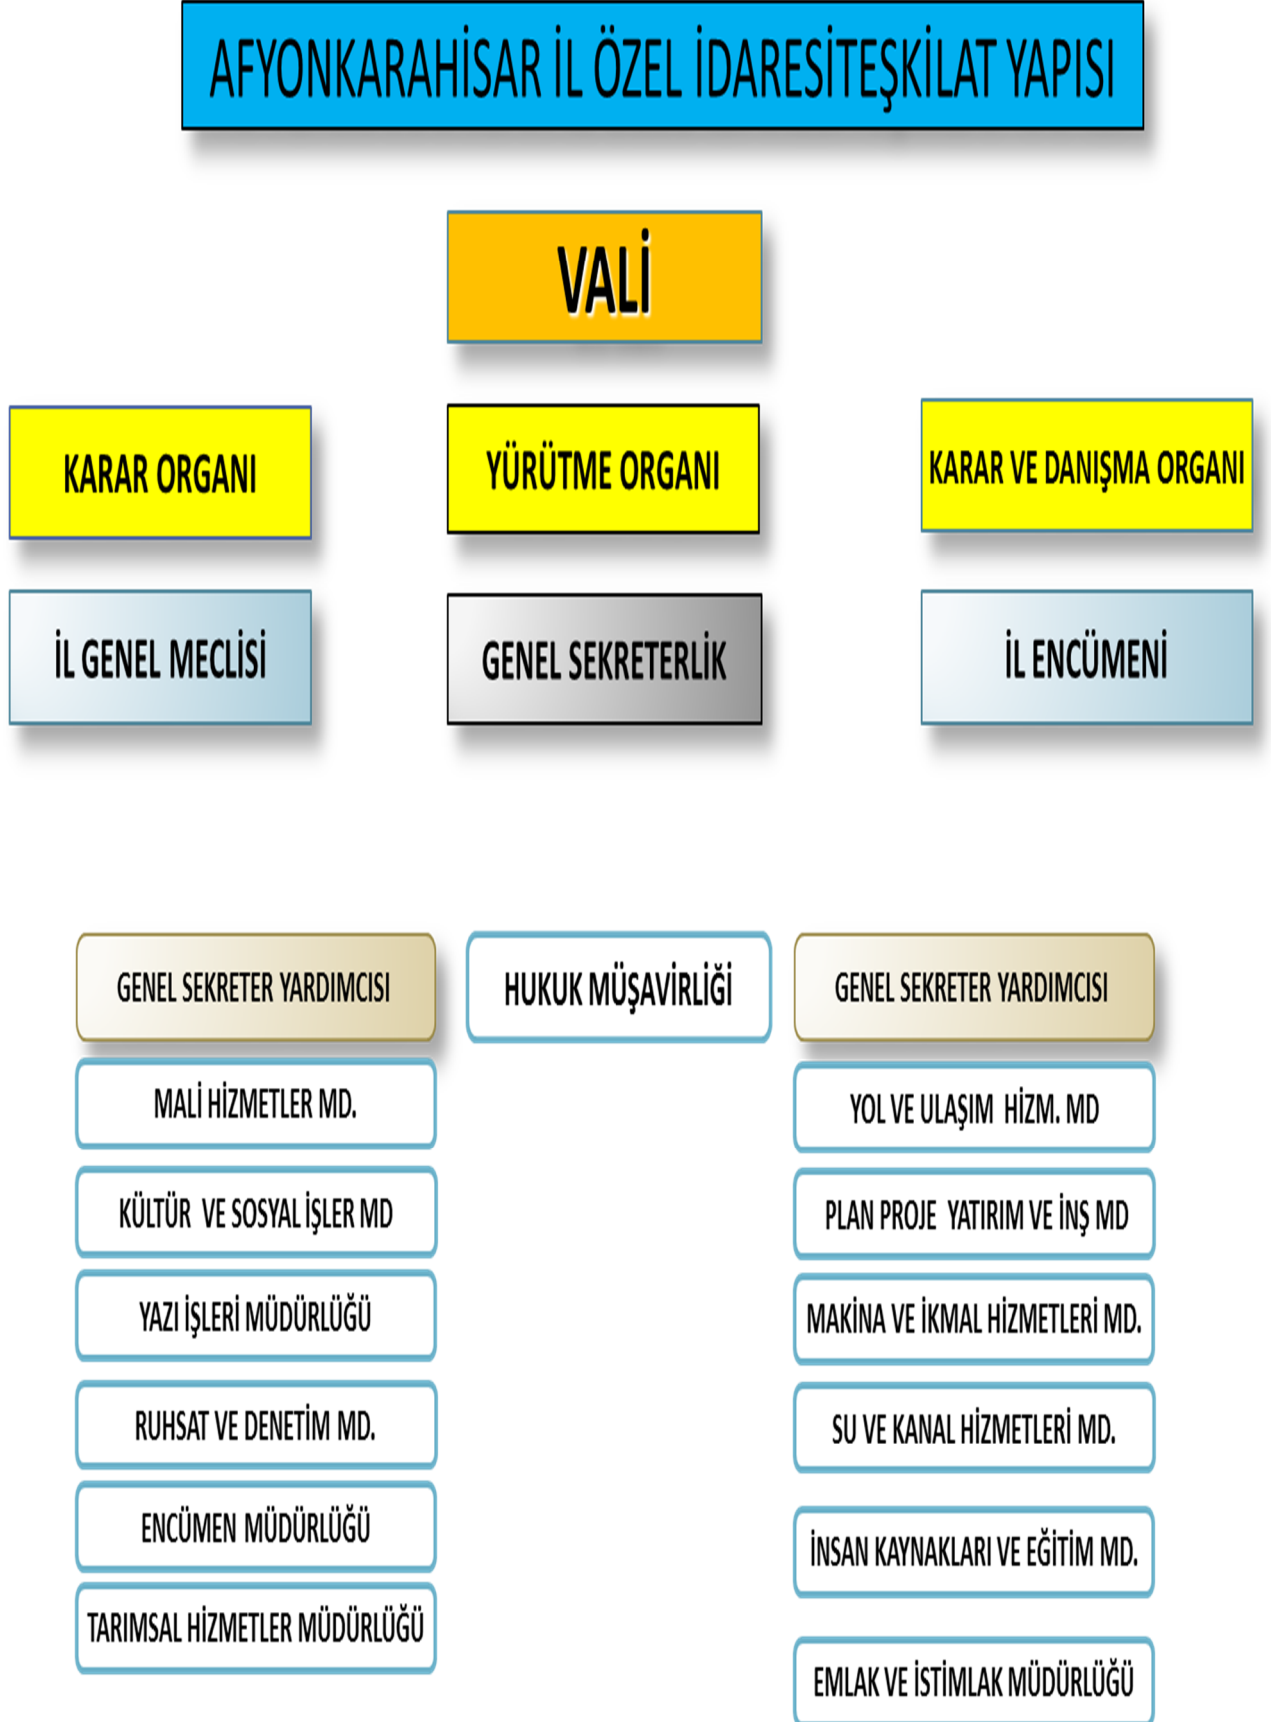 AFYONKARAHİSAR İL ÖZEL İDARESİTEŞKİLAT YAPISI
VALİ
KARAR ORGANI
YÜRÜTME ORGANI
KARAR VE DANIŞMA ORGANI
İL GENEL MECLİSİ
GENEL SEKRETERLİK
İL ENCÜMENİ
GENEL SEKRETER YARDIMCISI
HUKUK MÜŞAVİRLİĞİ
GENEL SEKRETER YARDIMCISI
MALİ HİZMETLER MD.
KÜLTÜR VE SOSYAL İŞLER MD
YAZI İŞLERİ MÜDÜRLÜĞÜ
RUHSAT VE DENETİM MD.
ENCÜMEN MÜDÜRLÜĞÜ
TARIMSAL HİZMETLER MÜDÜRLÜĞÜ
YOL VE ULAŞIM HİZM. MD
PLAN PROJE YATIRIM VE İNŞ MD
MAKİNA VE İKMAL HİZMETLERİ MD.
SU VE KANAL HİZMETLERİ MD.
İNSAN KAYNAKLARI VE EĞİTİM MD.
EMLAK VE İSTİMLAK MÜDÜRLÜĞÜ